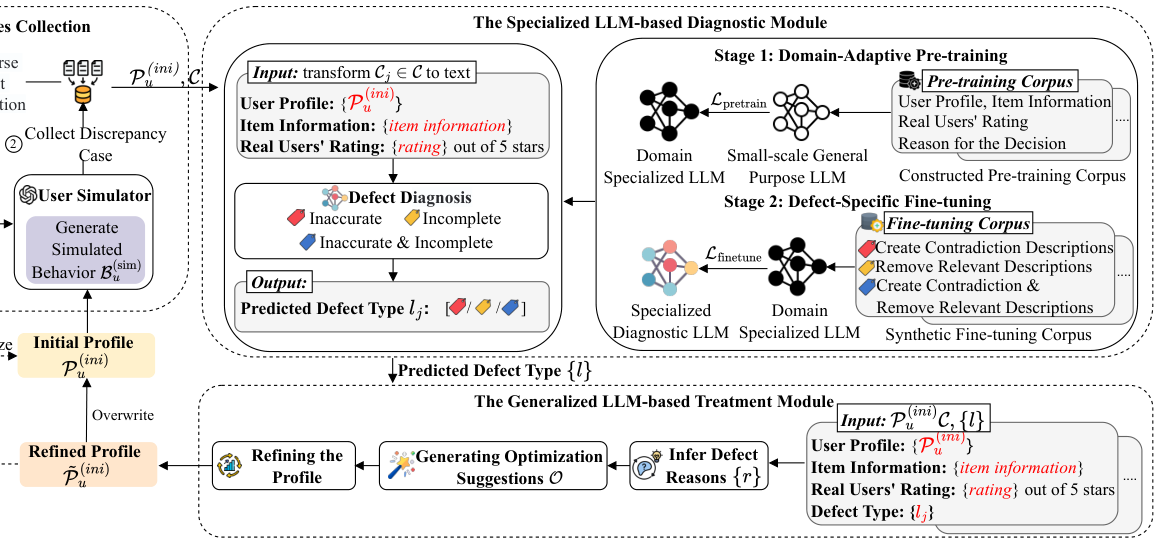 es Collection
rse
t
tion
𝒫_u^(ini), 𝒞
② Collect Discrepancy
Case
User Simulator
Generate
Simulated
Behavior ℬ_u^(sim)
ze
Initial Profile
𝒫_u^(ini)
Overwrite
Refined Profile
𝒫̃_u^(ini)
The Specialized LLM-based Diagnostic Module
Input: transform 𝒞_j ∈ 𝒞 to text
User Profile: {𝒫_u^(ini)}
Item Information: {item information}
Real Users' Rating: {rating} out of 5 stars
Defect Diagnosis
Inaccurate Incomplete
Inaccurate & Incomplete
Output:
Predicted Defect Type l_j: [ / / ]
Stage 1: Domain-Adaptive Pre-training
Pre-training Corpus
User Profile, Item Information
Real Users' Rating
Reason for the Decision
....
Constructed Pre-training Corpus
ℒ_pretrain
Domain
Specialized LLM
Small-scale General
Purpose LLM
Stage 2: Defect-Specific Fine-tuning
Fine-tuning Corpus
Create Contradiction Descriptions
Remove Relevant Descriptions
Create Contradiction &
Remove Relevant Descriptions
....
Synthetic Fine-tuning Corpus
ℒ_finetune
Specialized
Diagnostic LLM
Domain
Specialized LLM
Predicted Defect Type {l}
The Generalized LLM-based Treatment Module
Input: 𝒫_u^(ini) 𝒞, {l}
User Profile: {𝒫_u^(ini)}
Item Information: {item information}
Real Users' Rating: {rating} out of 5 stars
Defect Type: {l_j}
....
Infer Defect
Reasons {r}
Generating Optimization
Suggestions 𝒪
Refining the
Profile